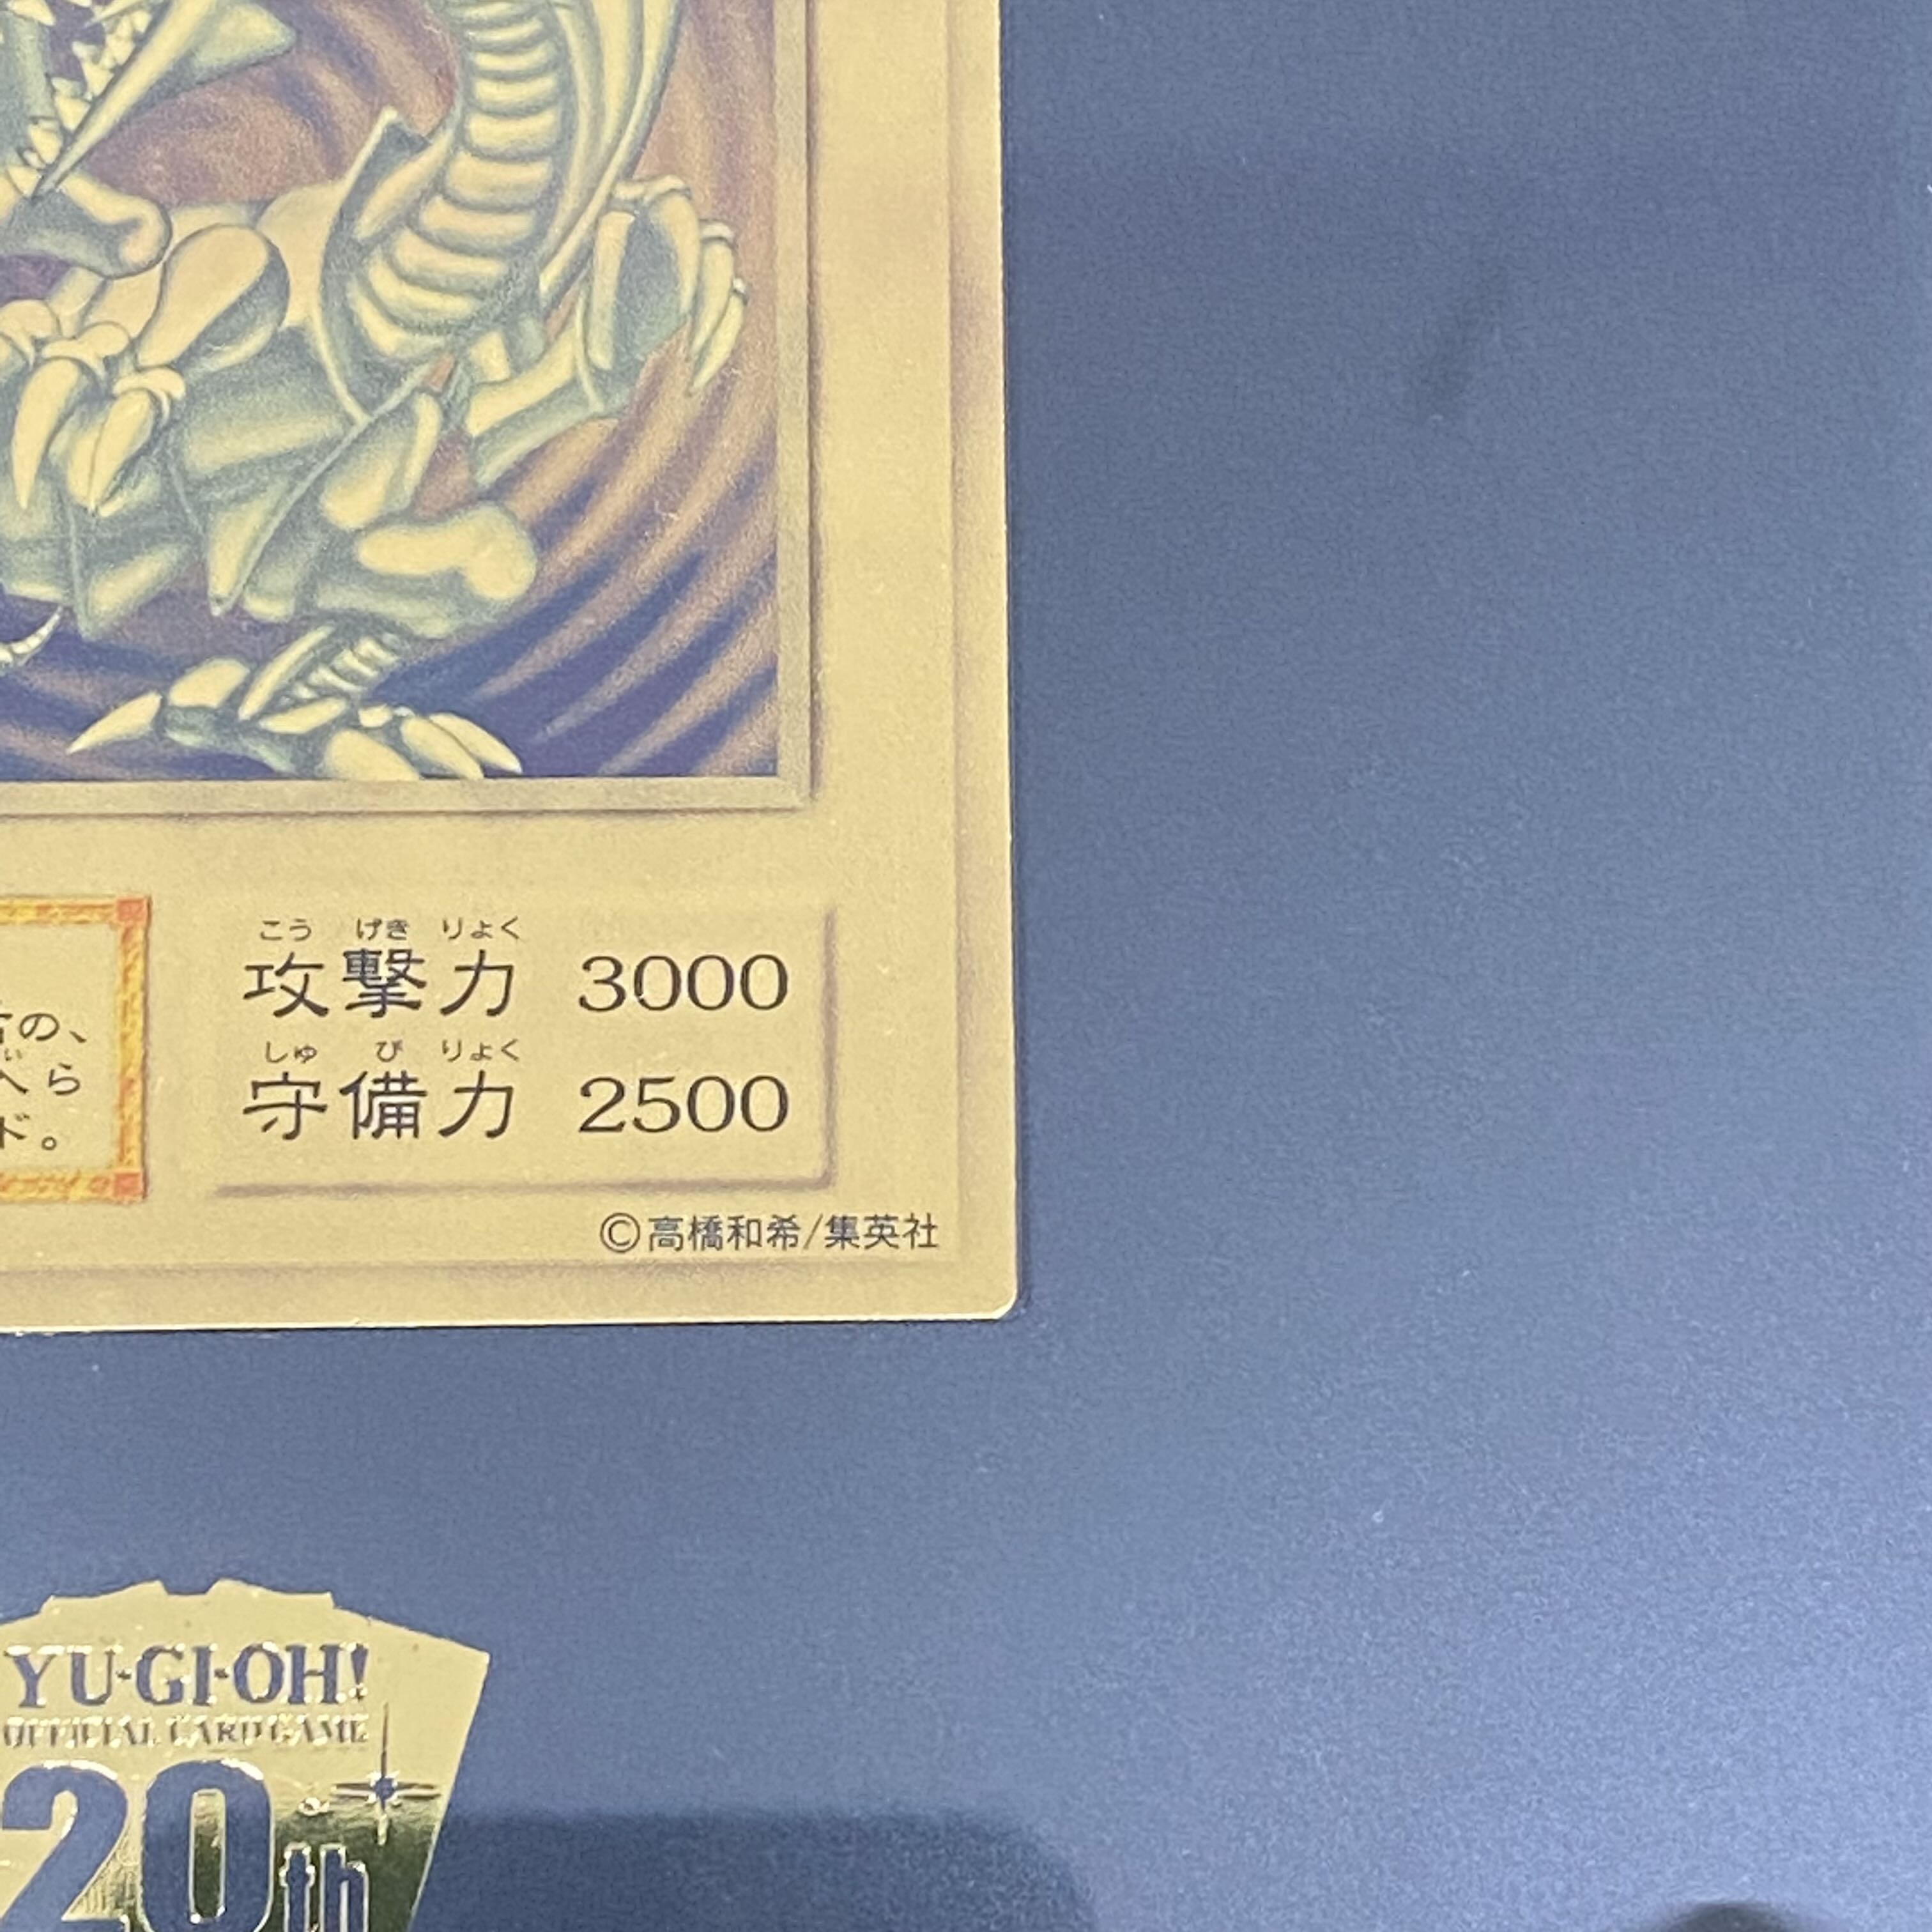 こう げき りょく
攻撃力 3000
しゅ び りょく
守備力 2500
の、
い
へら
ド。
©高橋和希/集英社
YU-GI-OH!
OFFICIAL CARD GAME
20th